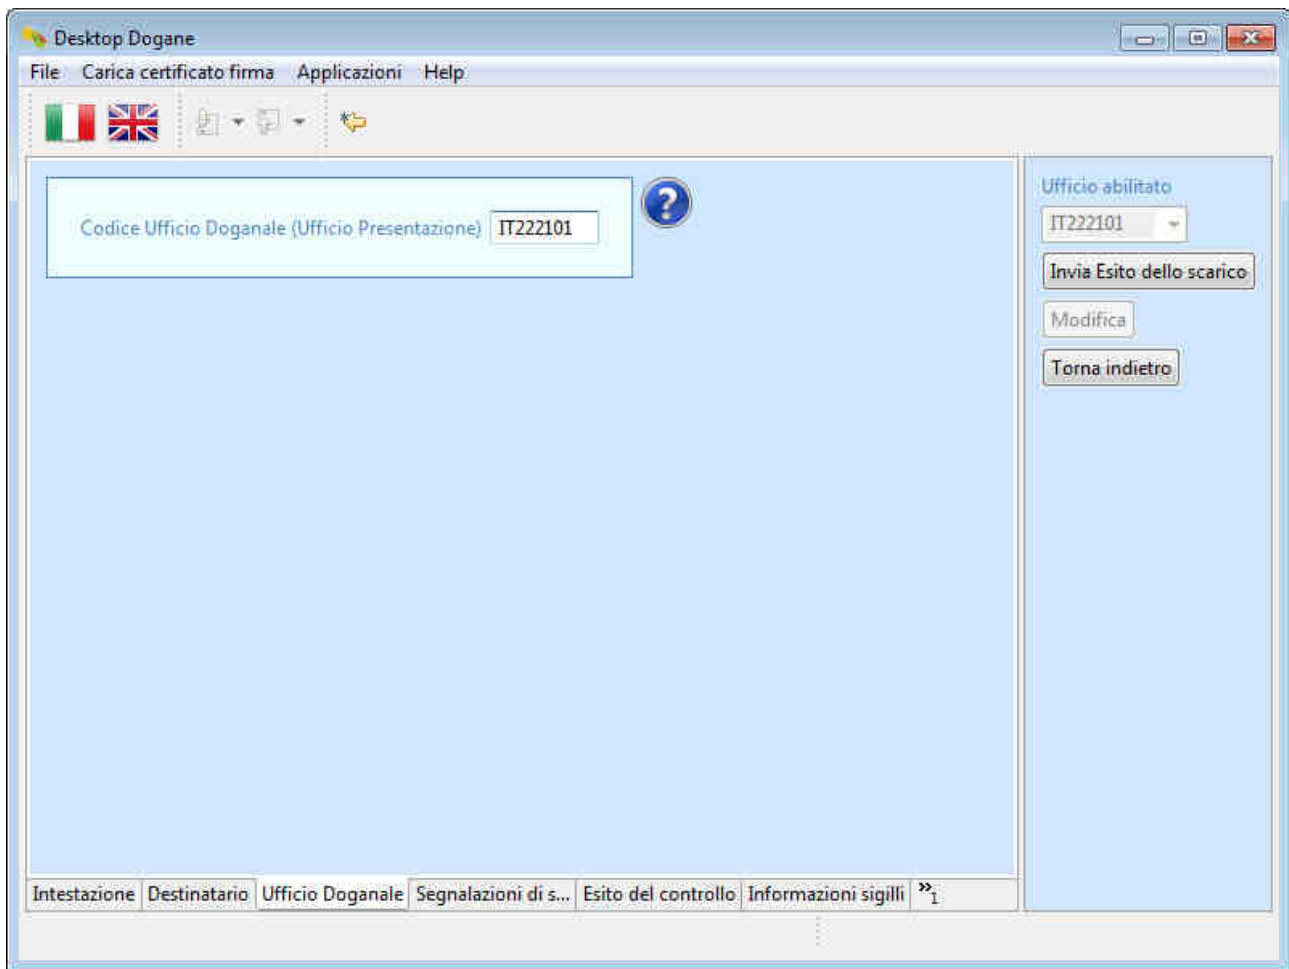 Desktop Dogane
File Carica certificato firma Applicazioni Help
Codice Ufficio Doganale (Ufficio Presentazione) IT222101
?
Ufficio abilitato
IT222101
Invia Esito dello scarico
Modifica
Torna indietro
Intestazione Destinatario Ufficio Doganale Segnalazioni di s... Esito del controllo Informazioni sigilli »1